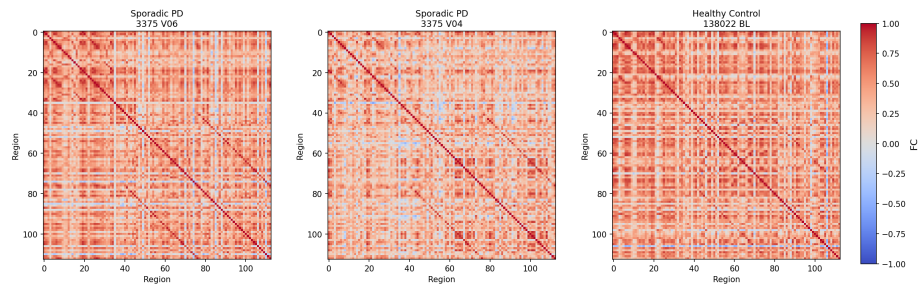 Sporadic PD
3375 V06
Sporadic PD
3375 V04
Healthy Control
138022 BL
0
20
40
60
80
100
Region
0 20 40 60 80 100
Region
0
20
40
60
80
100
Region
0 20 40 60 80 100
Region
0
20
40
60
80
100
Region
0 20 40 60 80 100
Region
1.00
0.75
0.50
0.25
0.00
−0.25
−0.50
−0.75
−1.00
FC